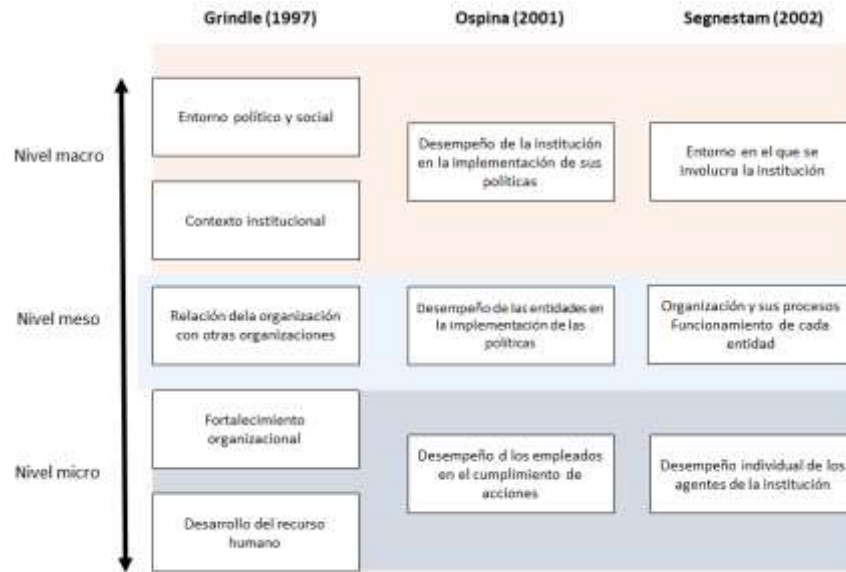 Grindle (1997)
Ospina (2001)
Segnestam (2002)
Nivel macro
Entorno político y social
Contexto institucional
Desempeño de la institución
en la implementación de sus
políticas
Entorno en el que se
involucra la institución
Nivel meso
Relación dela organización
con otras organizaciones
Desempeño de las entidades en
la implementación de las
políticas
Organización y sus procesos
Funcionamiento de cada
entidad
Nivel micro
Fortalecimiento
organizacional
Desarrollo del recurso
humano
Desempeño d los empleados
en el cumplimiento de
acciones
Desempeño individual de los
agentes de la institución